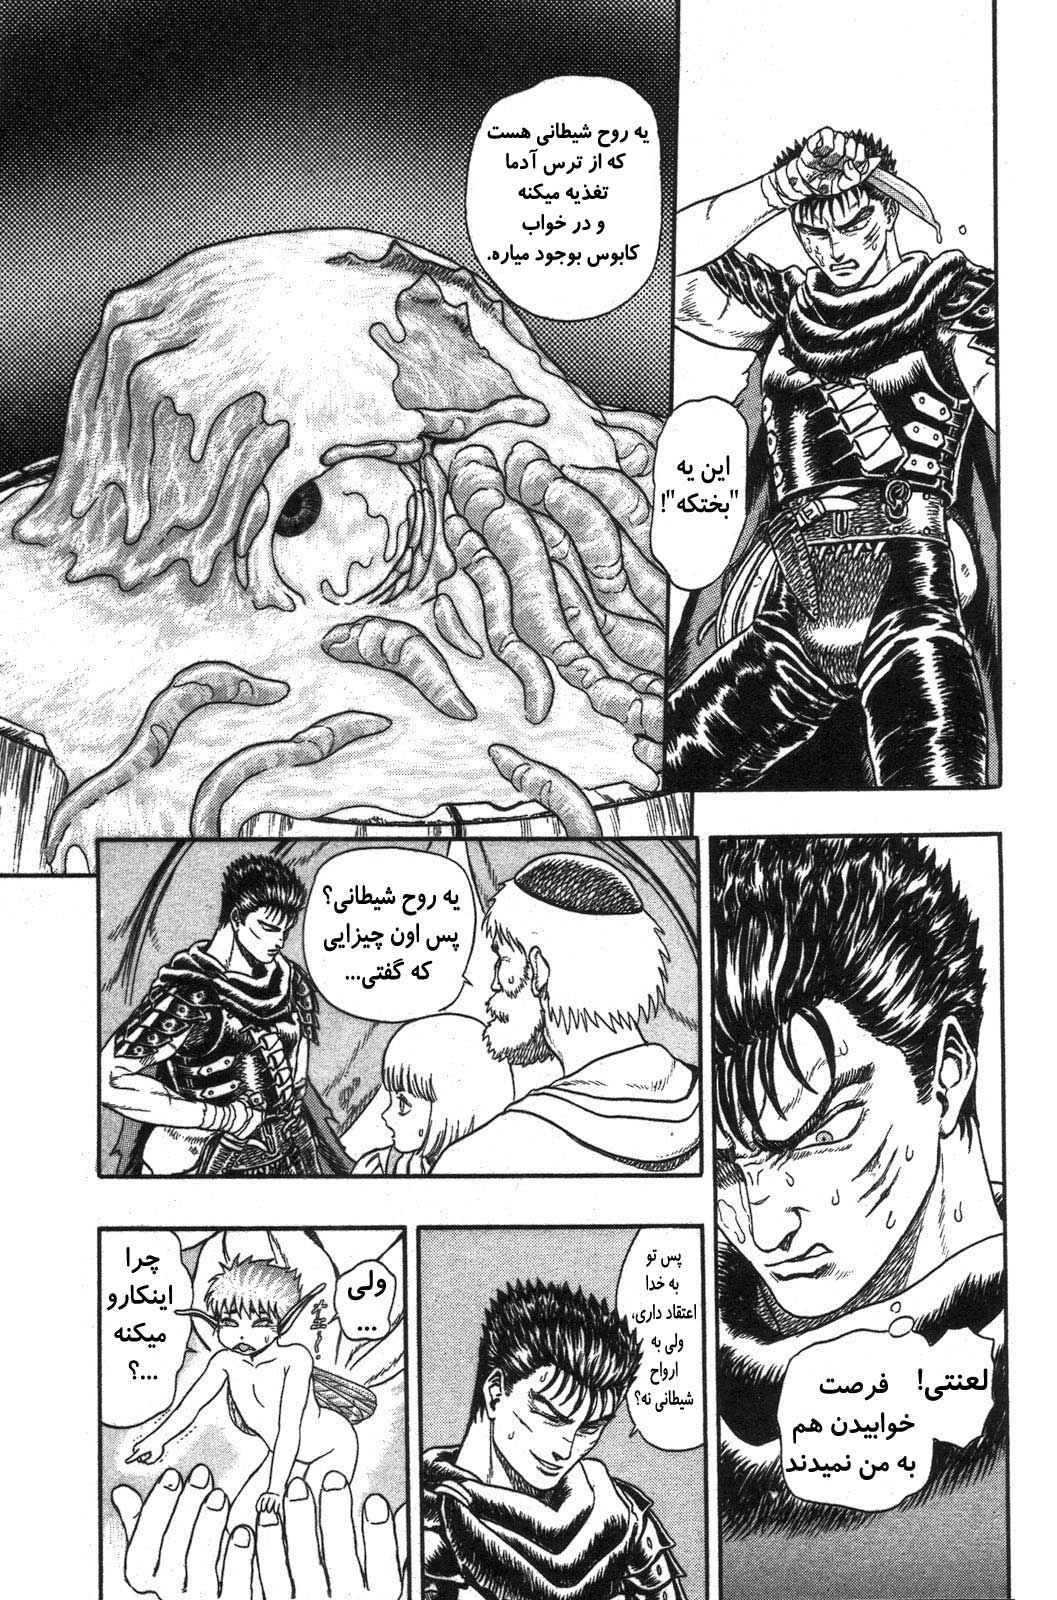 این یه
"بختکه"!
یه روح شیطانی هست
که از ترس آدما
تغذیه میکنه
و در خواب
کابوس بوجود میاره.
لعنتی! فرصت
خوابیدن هم
به من نمیدند
یه روح شیطانی؟
پس اون چیزایی
که گفتی...
پس تو
به خدا
اعتقاد داری،
ولی به
ارواح
شیطانی نه؟
ولی
...
چرا
اینکارو
میکنه
...؟